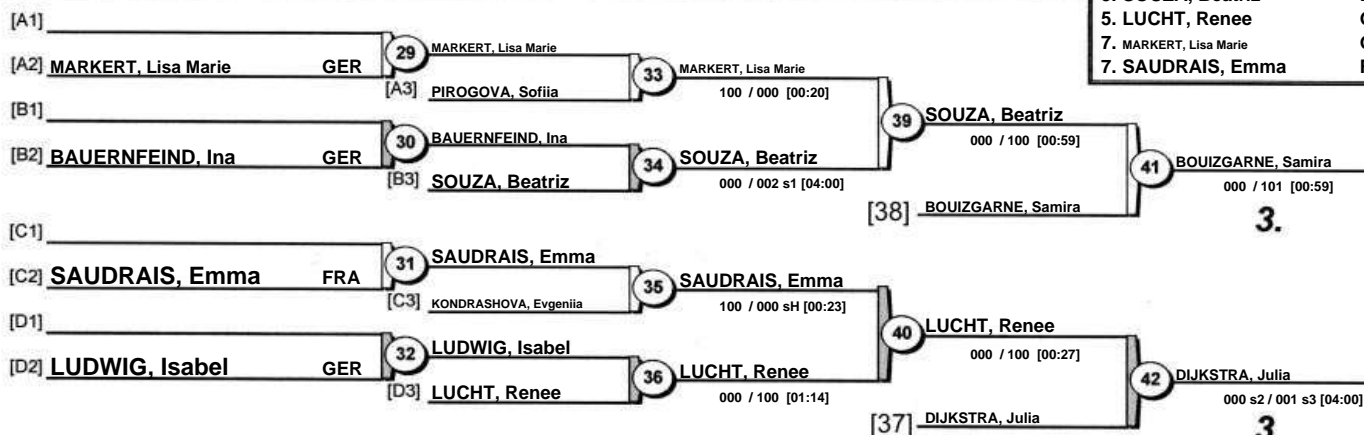 5. LUCHT, Renee
7. MARKERT, Lisa Marie
7. SAUDRAIS, Emma
[A1]
[A2] MARKERT, Lisa Marie GER
29
MARKERT, Lisa Marie
[A3] PIROGOVA, Sofiia
33
MARKERT, Lisa Marie
100 / 000 [00:20]
[B1]
[B2] BAUERNFEIND, Ina GER
30
BAUERNFEIND, Ina
[B3] SOUZA, Beatriz
34
SOUZA, Beatriz
000 / 002 s1 [04:00]
39
SOUZA, Beatriz
000 / 100 [00:59]
[38] BOUIZGARNE, Samira
41
BOUIZGARNE, Samira
000 / 101 [00:59]
3.
[C1]
[C2] SAUDRAIS, Emma FRA
31
SAUDRAIS, Emma
[C3] KONDRASHOVA, Evgeniia
35
SAUDRAIS, Emma
100 / 000 sH [00:23]
[D1]
[D2] LUDWIG, Isabel GER
32
LUDWIG, Isabel
[D3] LUCHT, Renee
36
LUCHT, Renee
000 / 100 [01:14]
40
LUCHT, Renee
000 / 100 [00:27]
[37] DIJKSTRA, Julia
42
DIJKSTRA, Julia
000 s2 / 001 s3 [04:00]
3